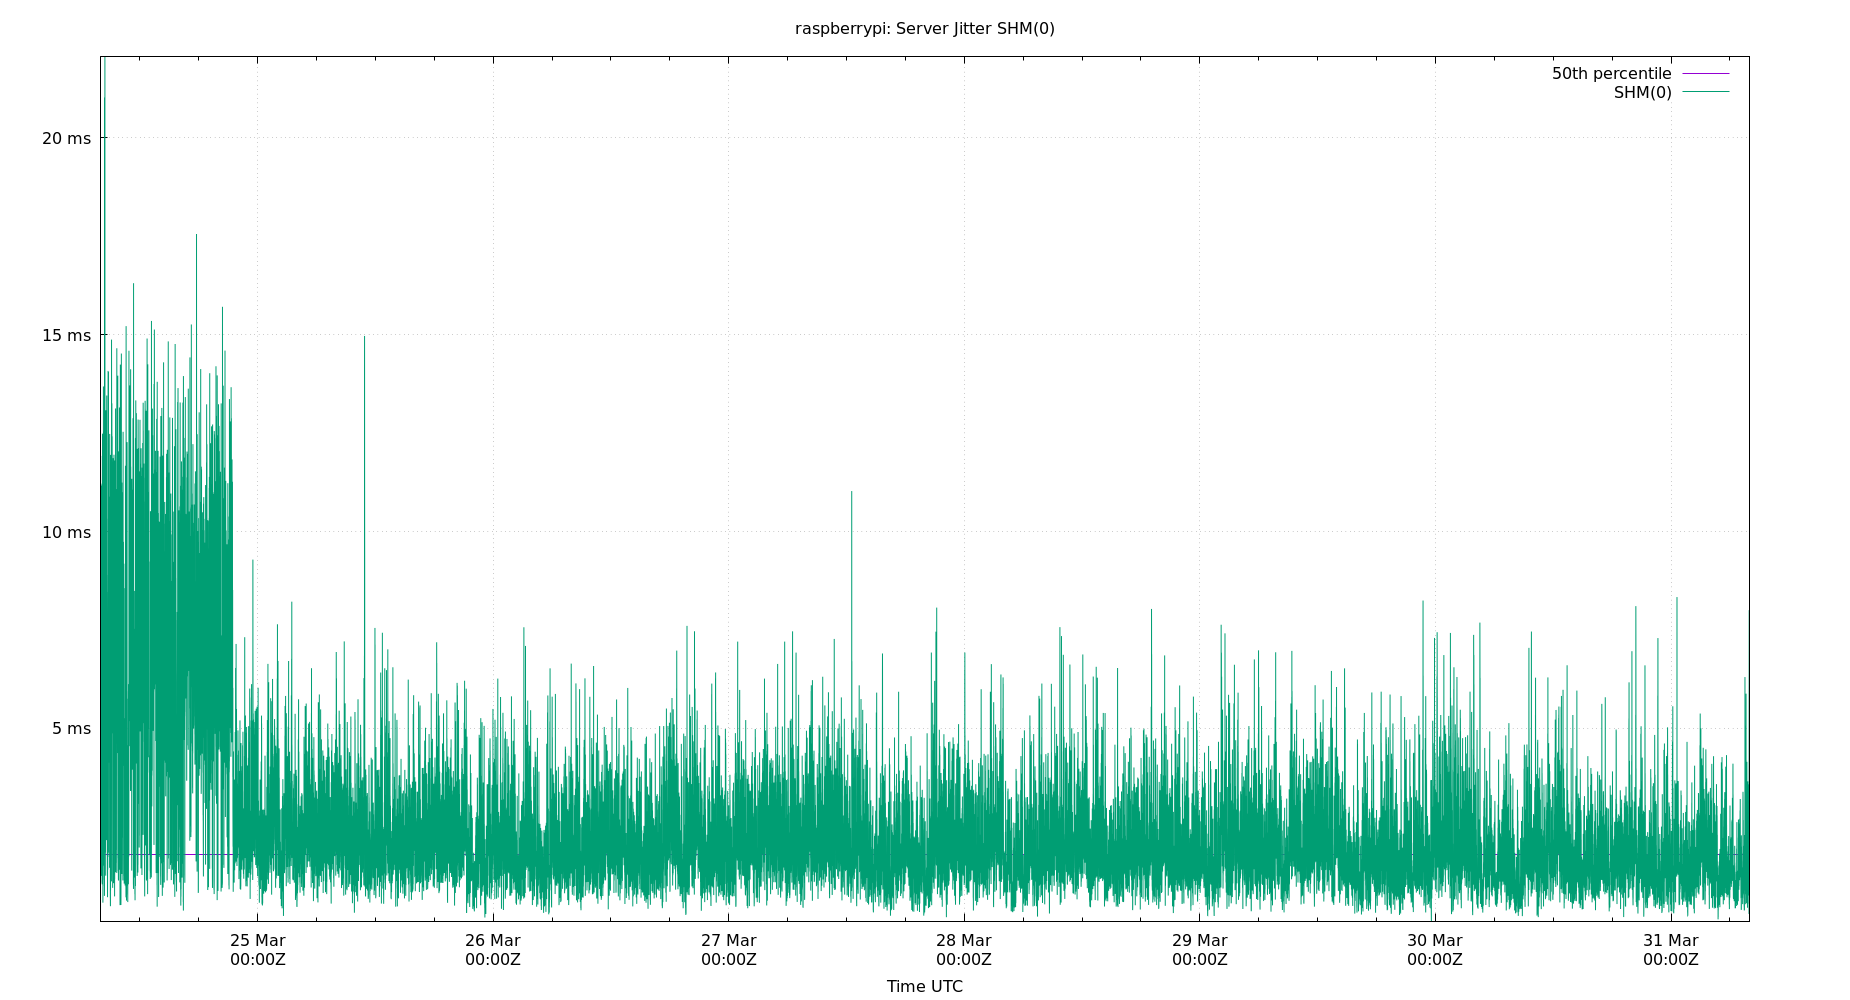 raspberrypi: Server Jitter SHM(0)
50th percentile
SHM(0)
20 ms
15 ms
10 ms
5 ms
25 Mar 26 Mar 27 Mar 28 Mar 29 Mar 30 Mar 31 Mar
00:00Z 00:00Z 00:00Z 00:00Z 00:00Z 00:00Z 00:00Z
Time UTC